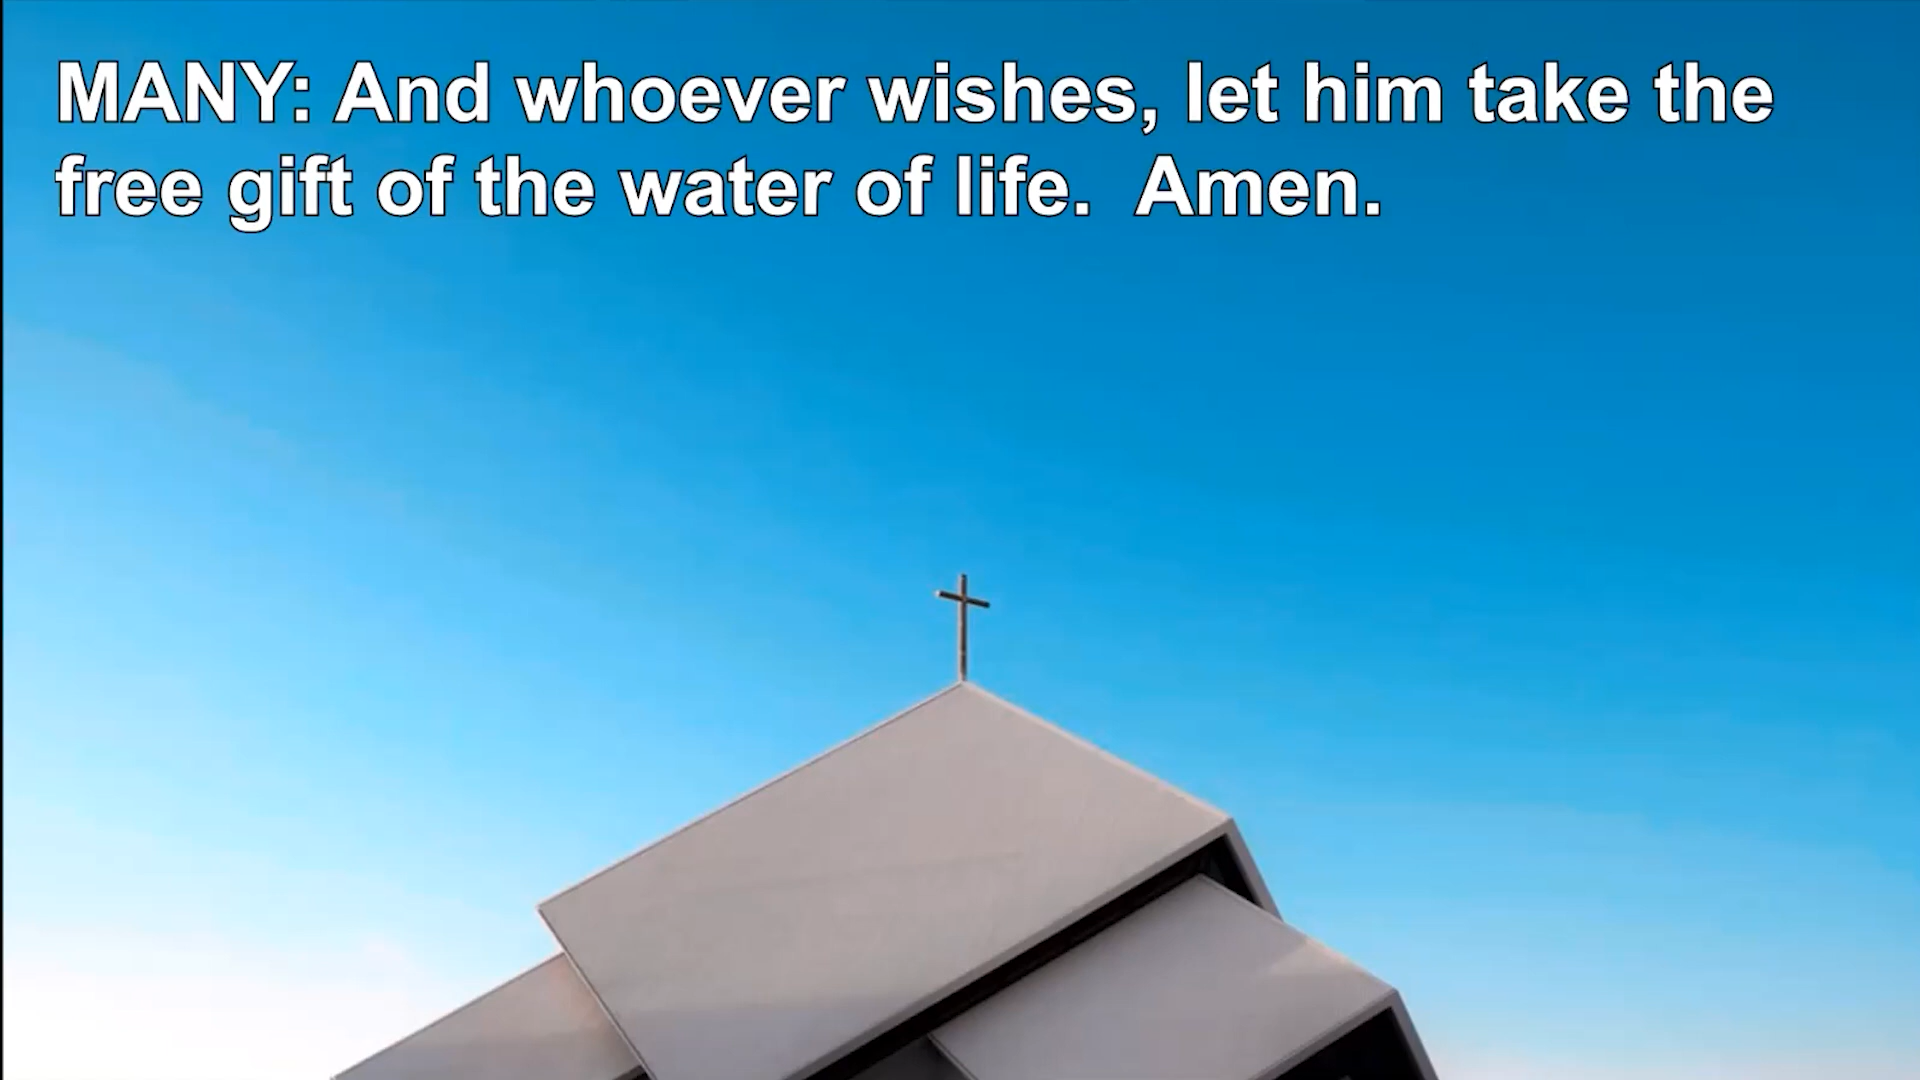 MANY: And whoever wishes, let him take the
free gift of the water of life.  Amen.